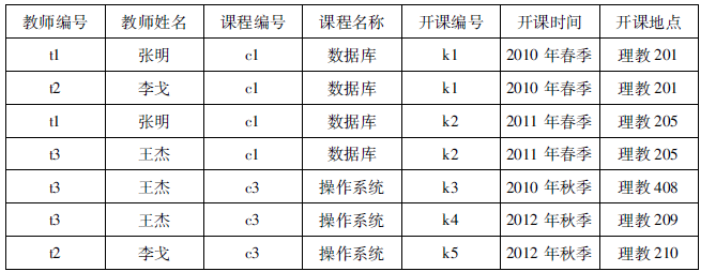 教师编号 教师姓名 课程编号 课程名称 开课编号 开课时间 开课地点
t1 张明 c1 数据库 k1 2010 年春季 理教 201
t2 李戈 c1 数据库 k1 2010 年春季 理教 201
t1 张明 c1 数据库 k2 2011 年春季 理教 205
t3 王杰 c1 数据库 k2 2011 年春季 理教 205
t3 王杰 c3 操作系统 k3 2010 年秋季 理教 408
t3 王杰 c3 操作系统 k4 2012 年秋季 理教 209
t2 李戈 c3 操作系统 k5 2012 年秋季 理教 210